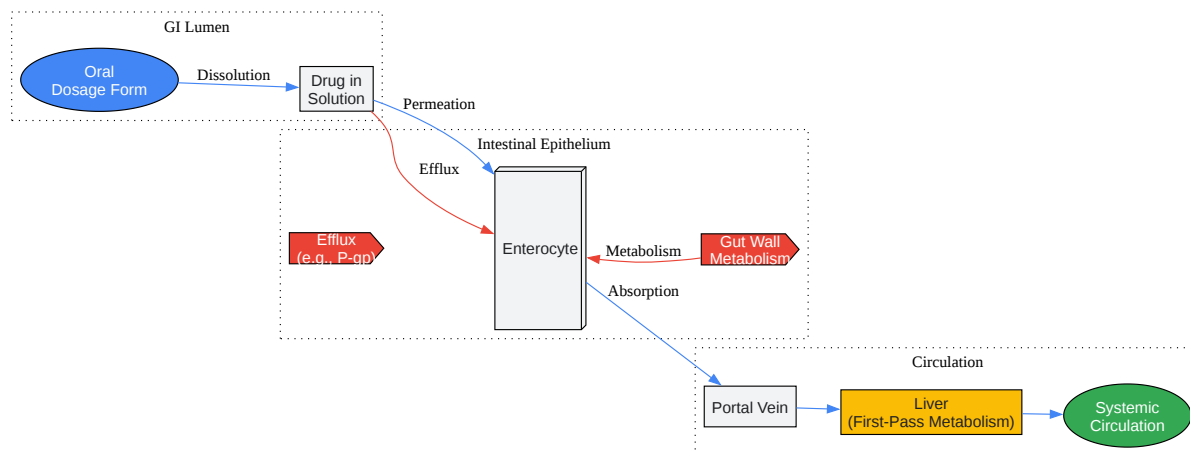 GI Lumen
Oral
Dosage Form
Dissolution
Drug in
Solution
Permeation
Intestinal Epithelium
Efflux
Efflux
(e.g., P-gp)
Enterocyte
Metabolism
Gut Wall
Metabolism
Absorption
Circulation
Portal Vein
Liver
(First-Pass Metabolism)
Systemic
Circulation